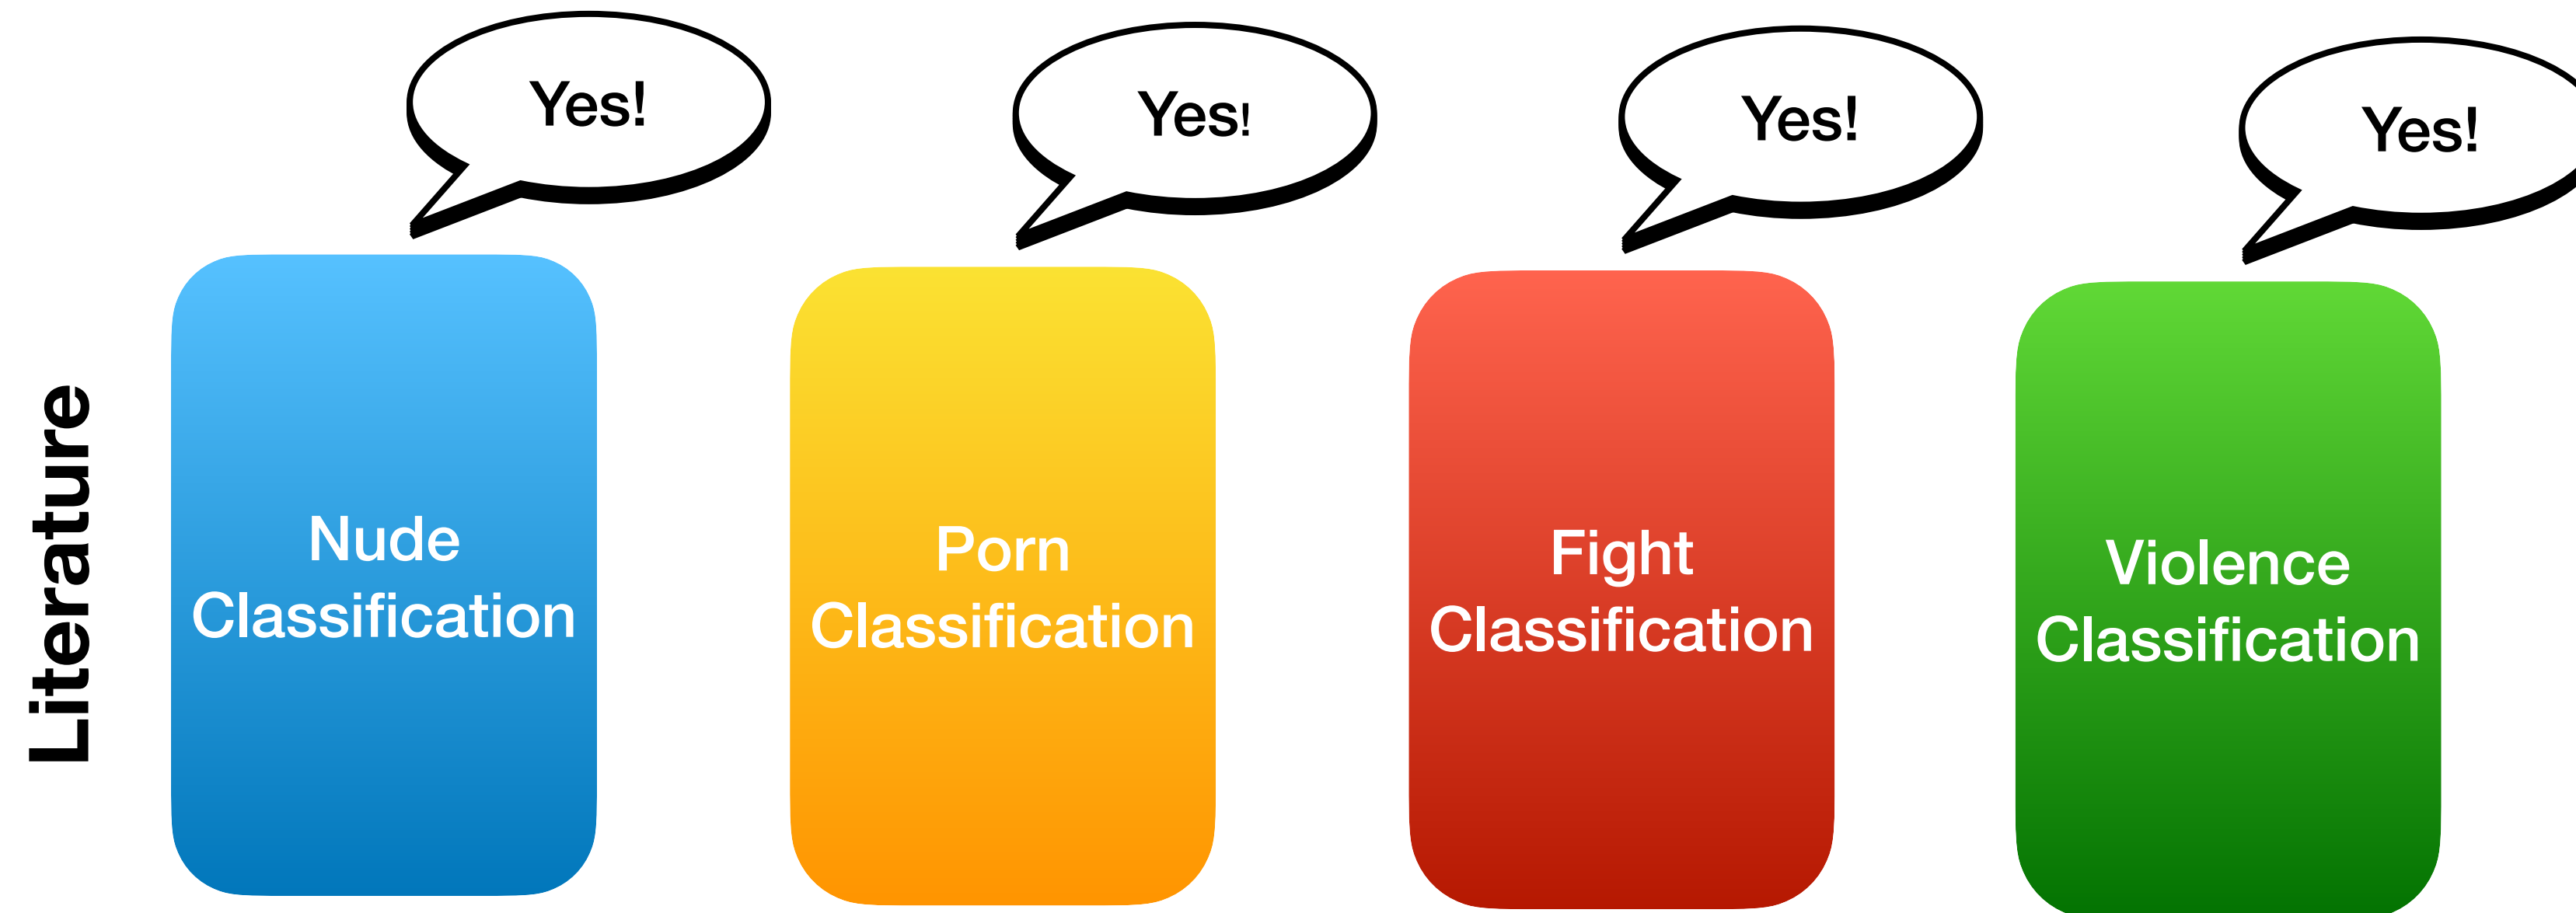 Yes!
Yes!
Yes!
Yes!
Literature
Nude
Classification
Porn
Classification
Fight
Classification
Violence
Classification